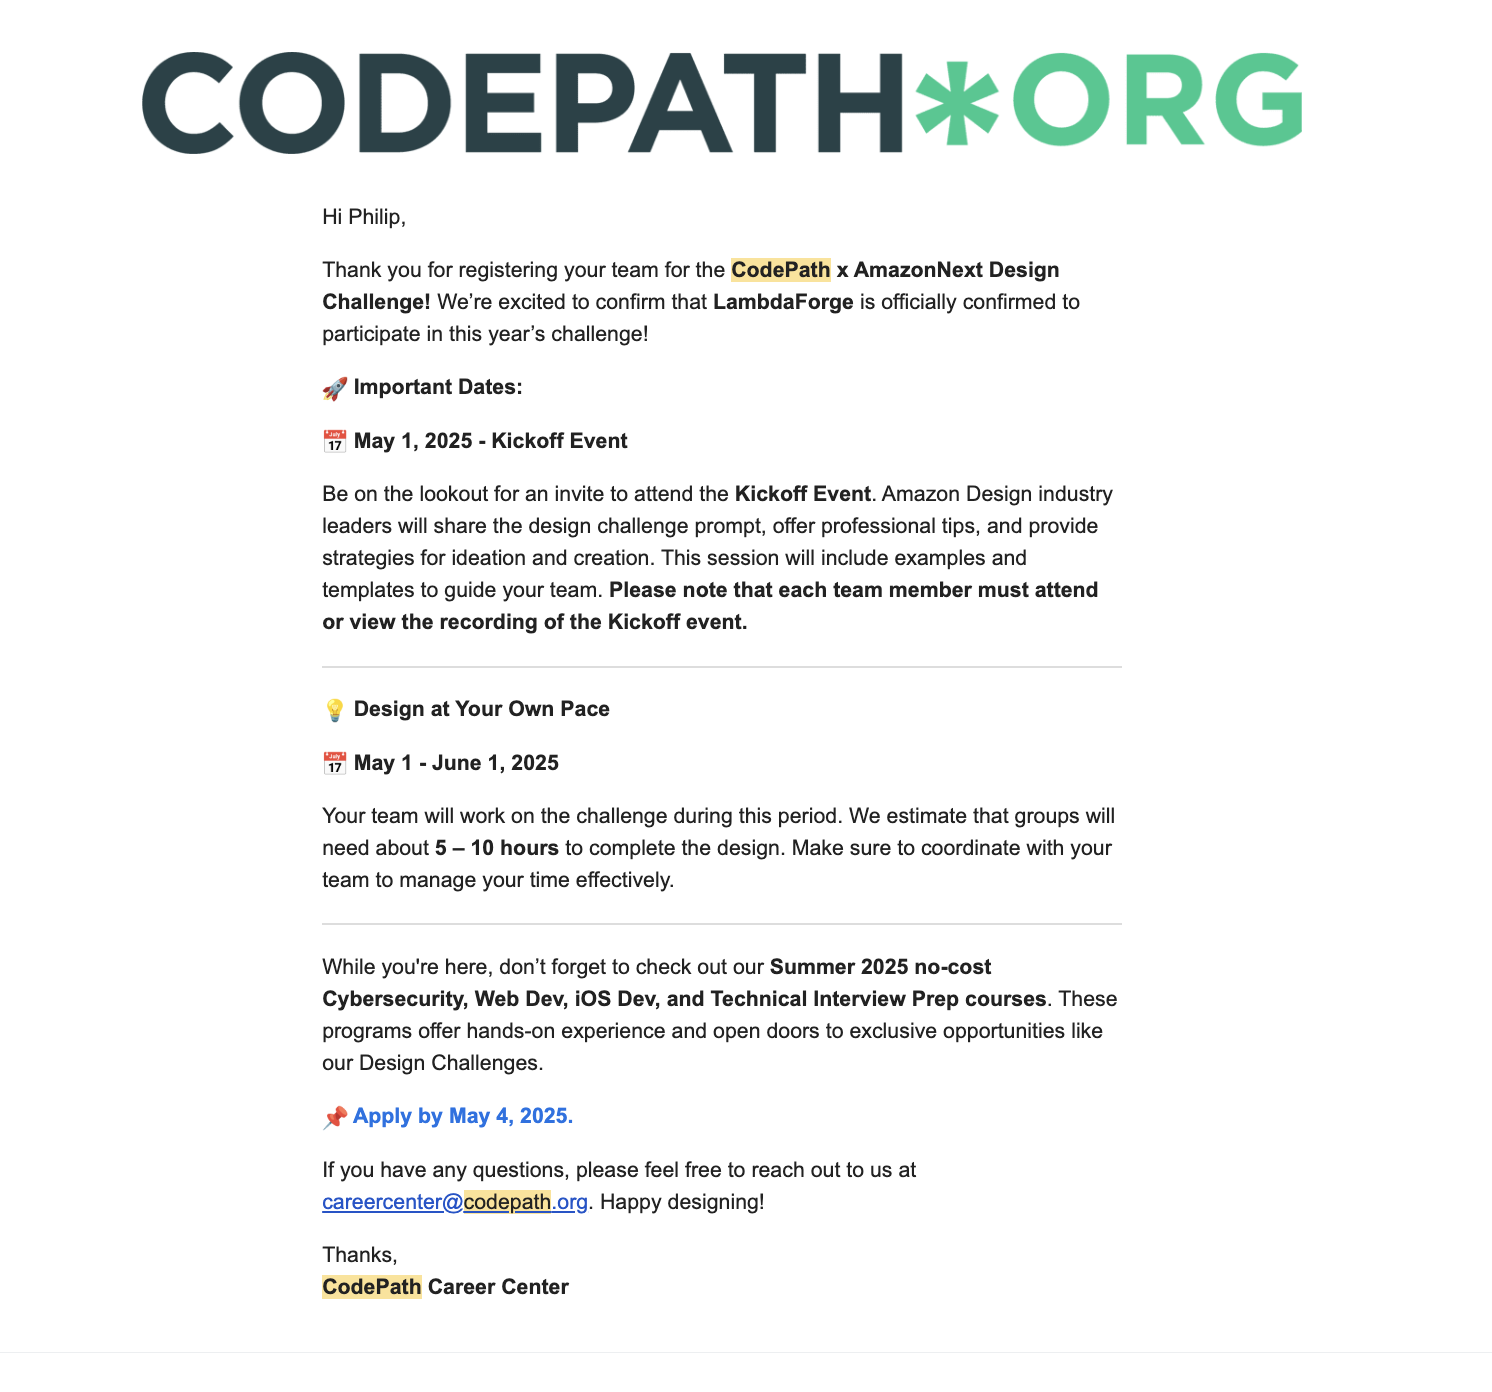 CODEPATH*ORG
Hi Philip,
Thank you for registering your team for the CodePath x AmazonNext Design
Challenge! We’re excited to confirm that LambdaForge is officially confirmed to
participate in this year’s challenge!
🚀 Important Dates:
📅 May 1, 2025 - Kickoff Event
Be on the lookout for an invite to attend the Kickoff Event. Amazon Design industry
leaders will share the design challenge prompt, offer professional tips, and provide
strategies for ideation and creation. This session will include examples and
templates to guide your team. Please note that each team member must attend
or view the recording of the Kickoff event.
💡 Design at Your Own Pace
📅 May 1 - June 1, 2025
Your team will work on the challenge during this period. We estimate that groups will
need about 5 – 10 hours to complete the design. Make sure to coordinate with your
team to manage your time effectively.
While you're here, don’t forget to check out our Summer 2025 no-cost
Cybersecurity, Web Dev, iOS Dev, and Technical Interview Prep courses. These
programs offer hands-on experience and open doors to exclusive opportunities like
our Design Challenges.
📌 Apply by May 4, 2025.
If you have any questions, please feel free to reach out to us at
careercenter@codepath.org. Happy designing!
Thanks,
CodePath Career Center